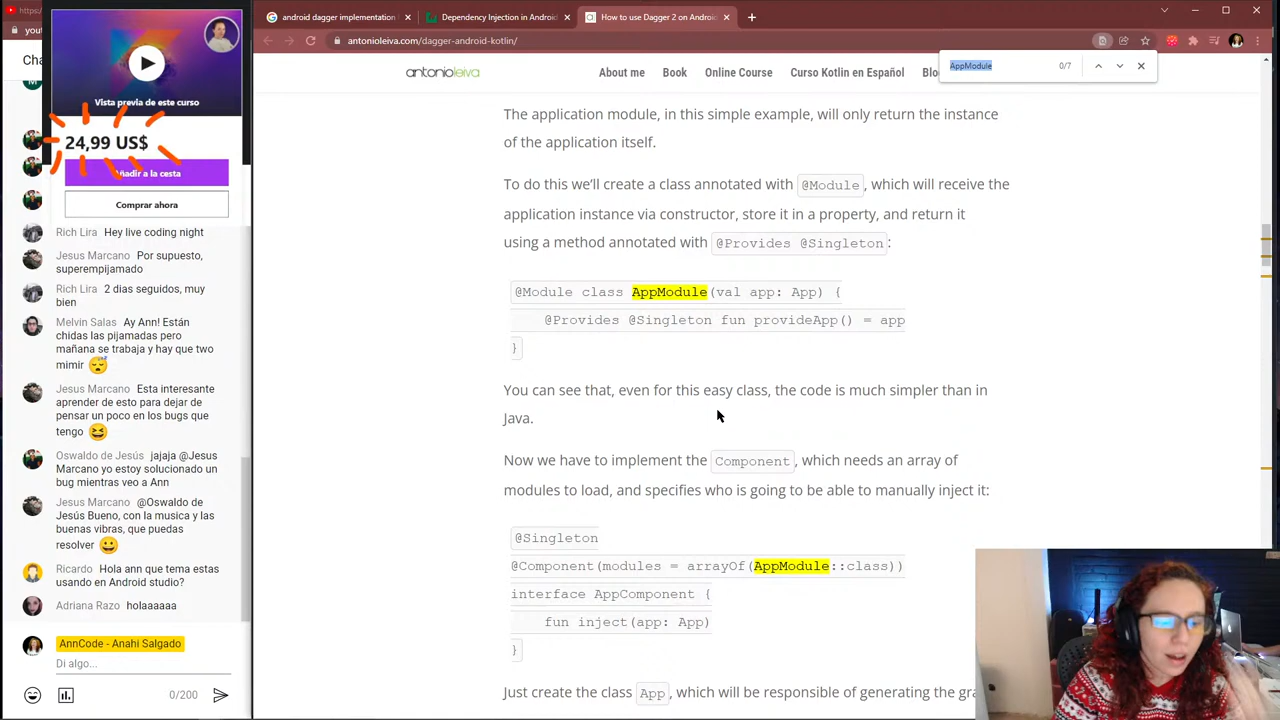 android dagger implementation
Dependency Injection in Android
How to use Dagger 2 on Android
antonioleiva.com/dagger-android-kotlin/
AppModule
0/7
antonioleiva
About me
Book
Online Course
Curso Kotlin en Español
The application module, in this simple example, will only return the instance
of the application itself.
To do this we'll create a class annotated with @Module, which will receive the
application instance via constructor, store it in a property, and return it
using a method annotated with @Provides @Singleton:
@Module class AppModule(val app: App) {
@Provides @Singleton fun provideApp() = app
}
You can see that, even for this easy class, the code is much simpler than in
Java.
Now we have to implement the Component, which needs an array of
modules to load, and specifies who is going to be able to manually inject it:
@Singleton
@Component(modules = arrayOf(AppModule::class))
interface AppComponent {
fun inject(app: App)
}
Just create the class App, which will be responsible of generating the
Vista previa de este curso
24,99 US$
Añadir a la cesta
Comprar ahora
Rich Lira Hey live coding night
Jesus Marcano Por supuesto,
superempijamado
Rich Lira 2 dias seguidos, muy
bien
Melvin Salas Ay Ann! Están
chidas las pijamadas pero
mañana se trabaja y hay que two
mimir 😴
Jesus Marcano Esta interesante
aprender de esto para dejar de
pensar un poco en los bugs que
tengo 😆
Oswaldo de Jesús jajaja @Jesus
Marcano yo estoy solucionado un
bug mientras veo a Ann
Jesus Marcano @Oswaldo de
Jesús Bueno, con la musica y las
buenas vibras, que puedas
resolver 😀
Ricardo Hola ann que tema estas
usando en Android studio?
Adriana Razo holaaaaaa
AnnCode - Anahi Salgado
Di algo...
0/200